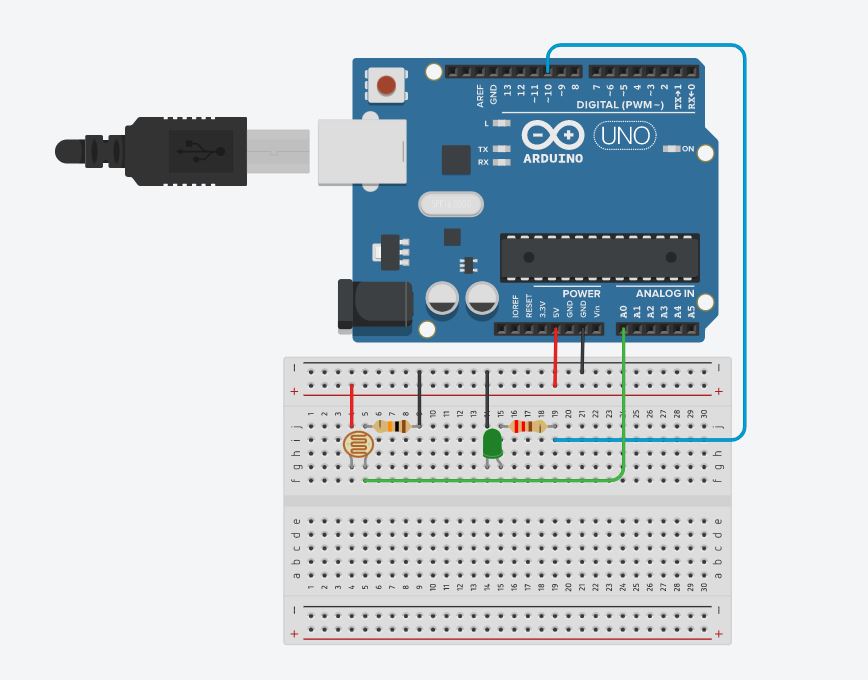 AREF
GND
13
12
~11
~10
~9
8
7
~6
~5
4
~3
2
TX→1
RX←0
DIGITAL (PWM~)
L
TX
RX
ARDUINO
UNO
ON
POWER
ANALOG IN
IOREF
RESET
3.3V
5V
GND
GND
Vin
A0
A1
A2
A3
A4
A5
1 2 3 4 5 6 7 8 9 10 11 12 13 14 15 16 17 18 19 20 21 22 23 24 25 26 27 28 29 30
j j
i i
h h
g g
f f
e e
d d
c c
b b
a a
1 2 3 4 5 6 7 8 9 10 11 12 13 14 15 16 17 18 19 20 21 22 23 24 25 26 27 28 29 30